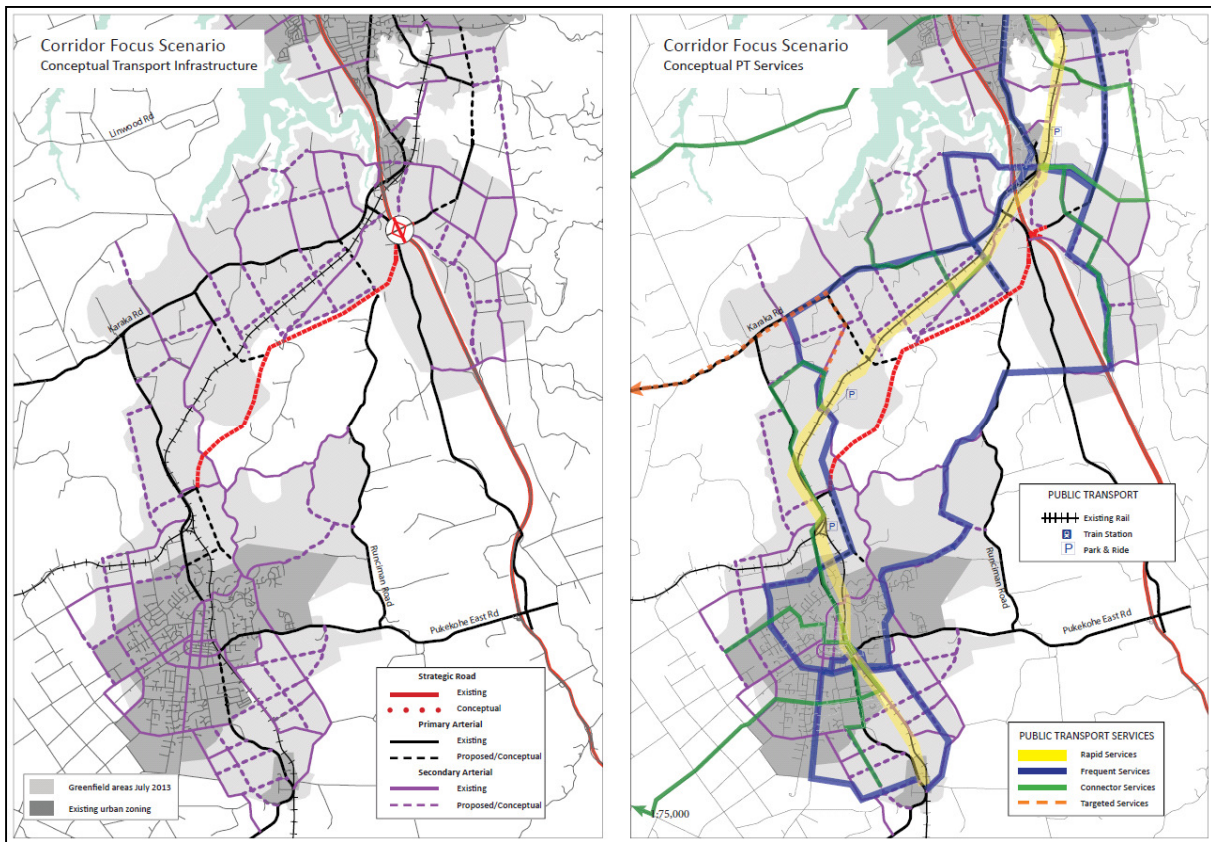 Corridor Focus Scenario
Conceptual Transport Infrastructure
Linwood Rd
Karaka Rd
Runciman Road
Pukekohe East Rd
Strategic Road
Existing
Conceptual
Primary Arterial
Existing
Proposed/Conceptual
Secondary Arterial
Existing
Proposed/Conceptual
Greenfield areas July 2013
Existing urban zoning
Corridor Focus Scenario
Conceptual PT Services
P
Karaka Rd
P
P
Runciman Road
Pukekohe East Rd
PUBLIC TRANSPORT
Existing Rail
Train Station
P Park & Ride
PUBLIC TRANSPORT SERVICES
Rapid Services
Frequent Services
Connector Services
Targeted Services
1:75,000